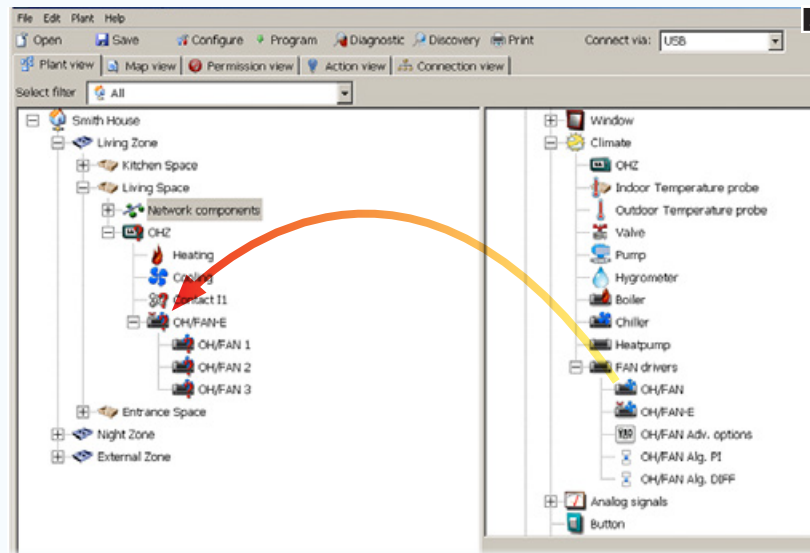 File Edit Plant Help
Open Save Configure Program Diagnostic Discovery Print Connect via: USB
Plant view Map view Permission view Action view Connection view
Select filter All
Smith House
Living Zone
Kitchen Space
Living Space
Network components
OHZ
Heating
Cooling
Contact I1
OH/FAN-E
OH/FAN 1
OH/FAN 2
OH/FAN 3
Entrance Space
Night Zone
External Zone
Window
Climate
OHZ
Indoor Temperature probe
Outdoor Temperature probe
Valve
Pump
Hygrometer
Boiler
Chiller
Heatpump
FAN drivers
OH/FAN
OH/FAN-E
OH/FAN Adv. options
OH/FAN Alg. PI
OH/FAN Alg. DIFF
Analog signals
Button